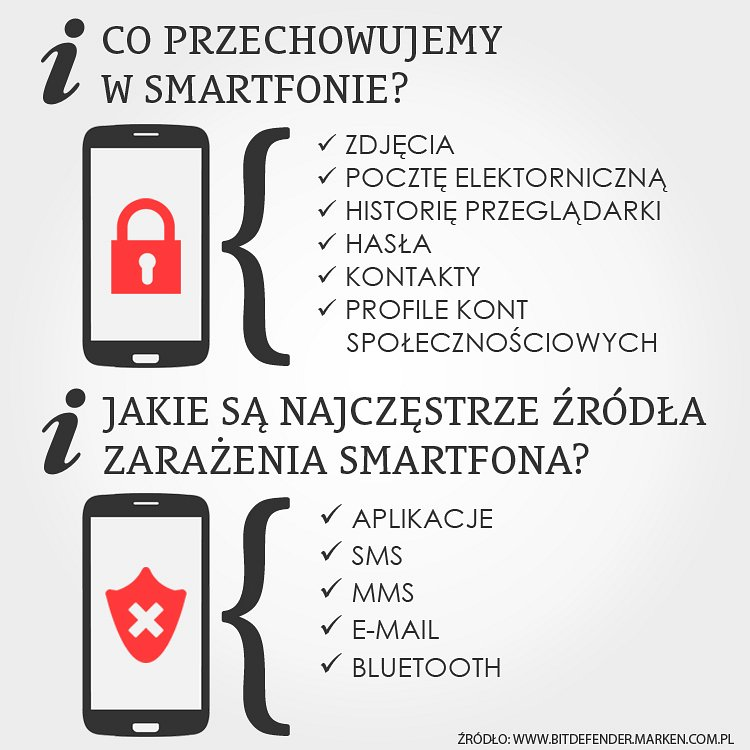 CO PRZECHOWUJEMY
W SMARTFONIE?
ZDJĘCIA
POCZTĘ ELEKTORNICZNĄ
HISTORIĘ PRZEGLĄDARKI
HASŁA
KONTAKTY
PROFILE KONT
SPOŁECZNOŚCIOWYCH
JAKIE SĄ NAJCZĘSTRZE ŹRÓDŁA
ZARAŻENIA SMARTFONA?
APLIKACJE
SMS
MMS
E-MAIL
BLUETOOTH
ŹRÓDŁO: WWW.BITDEFENDER.MARKEN.COM.PL